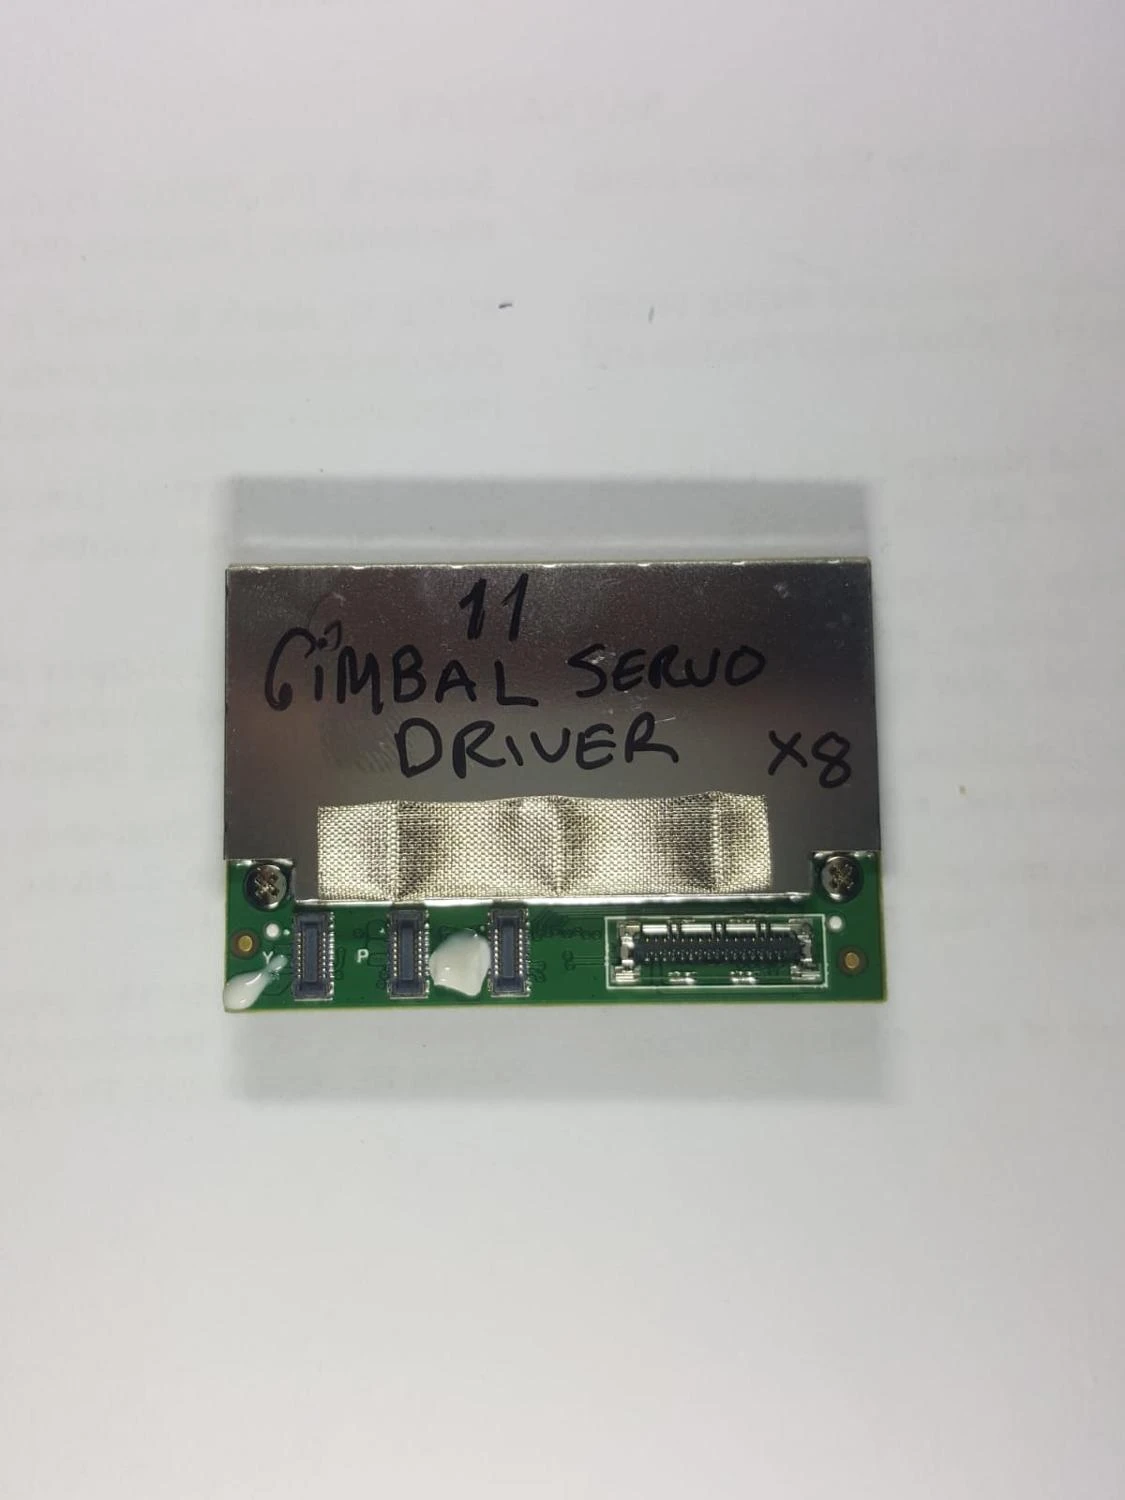 11
GiMBAL SERVO
DRIVER X8
Y P